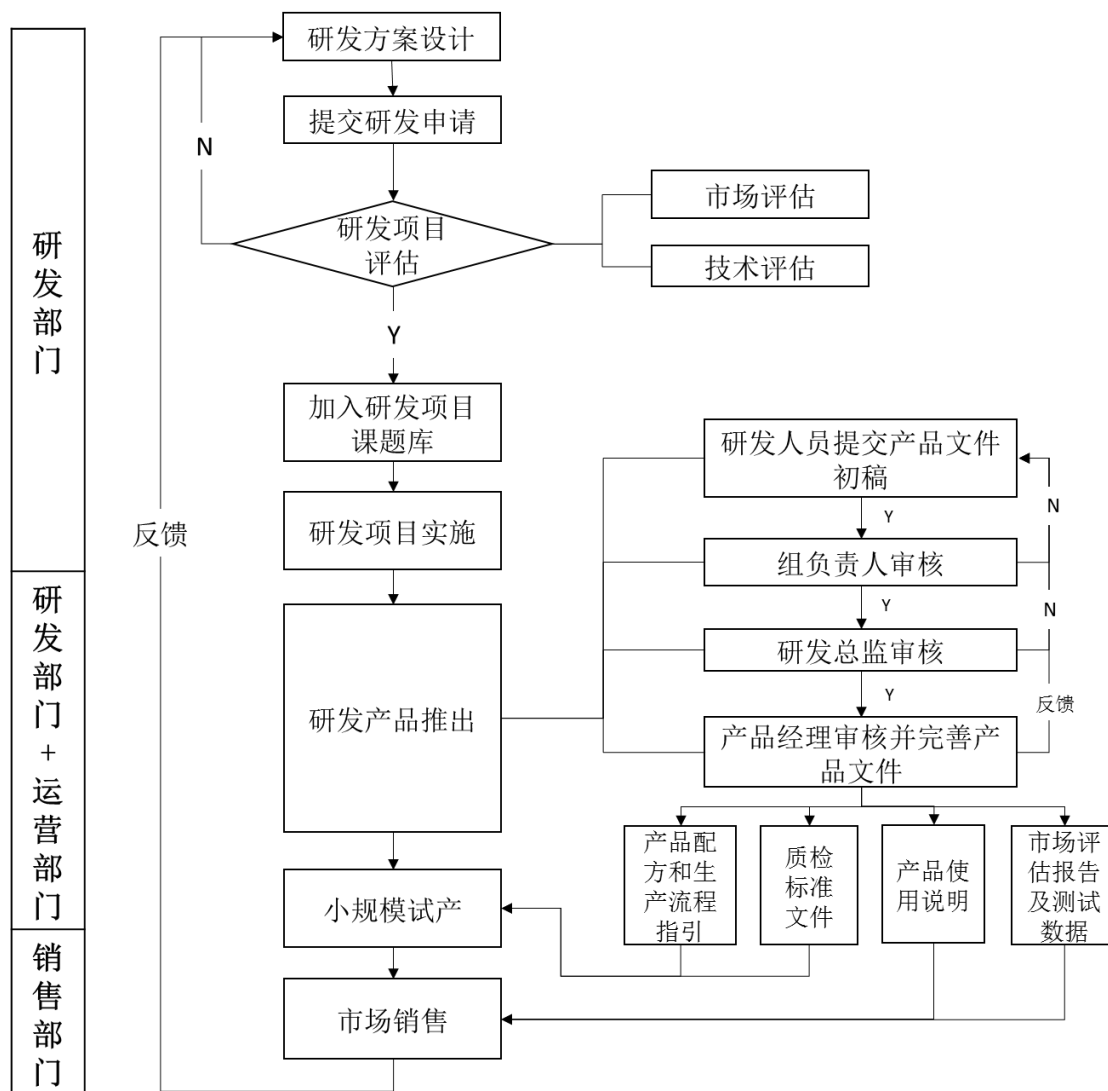 研发方案设计
提交研发申请
N
研发项目
评估
市场评估
技术评估
Y
加入研发项目
课题库
研发项目实施
研发产品推出
小规模试产
市场销售
反馈
研发人员提交产品文件
初稿
Y
N
组负责人审核
Y
N
研发总监审核
Y
反馈
产品经理审核并完善产
品文件
产品配
方和生
产流程
指引
质检
标准
文件
产品使
用说明
市场评
估报告
及测试
数据
研
发
部
门
研
发
部
门
+
运
营
部
门
销
售
部
门